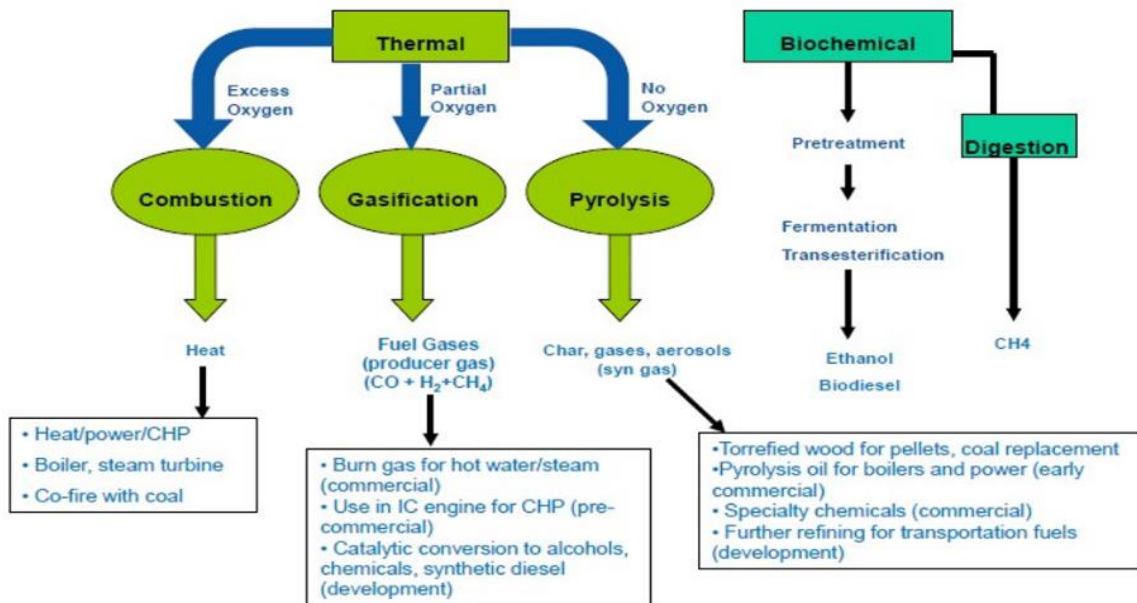 Thermal
Biochemical
Excess
Oxygen
Partial
Oxygen
No
Oxygen
Pretreatment
Digestion
Combustion
Gasification
Pyrolysis
Fermentation
Transesterification
Heat
Fuel Gases
(producer gas)
(CO + H₂+CH₄)
Char, gases, aerosols
(syn gas)
Ethanol
Biodiesel
CH4
• Heat/power/CHP
• Boiler, steam turbine
• Co-fire with coal
• Burn gas for hot water/steam
(commercial)
• Use in IC engine for CHP (pre-
commercial)
• Catalytic conversion to alcohols,
chemicals, synthetic diesel
(development)
•Torrefied wood for pellets, coal replacement
•Pyrolysis oil for boilers and power (early
commercial)
• Specialty chemicals (commercial)
• Further refining for transportation fuels
(development)